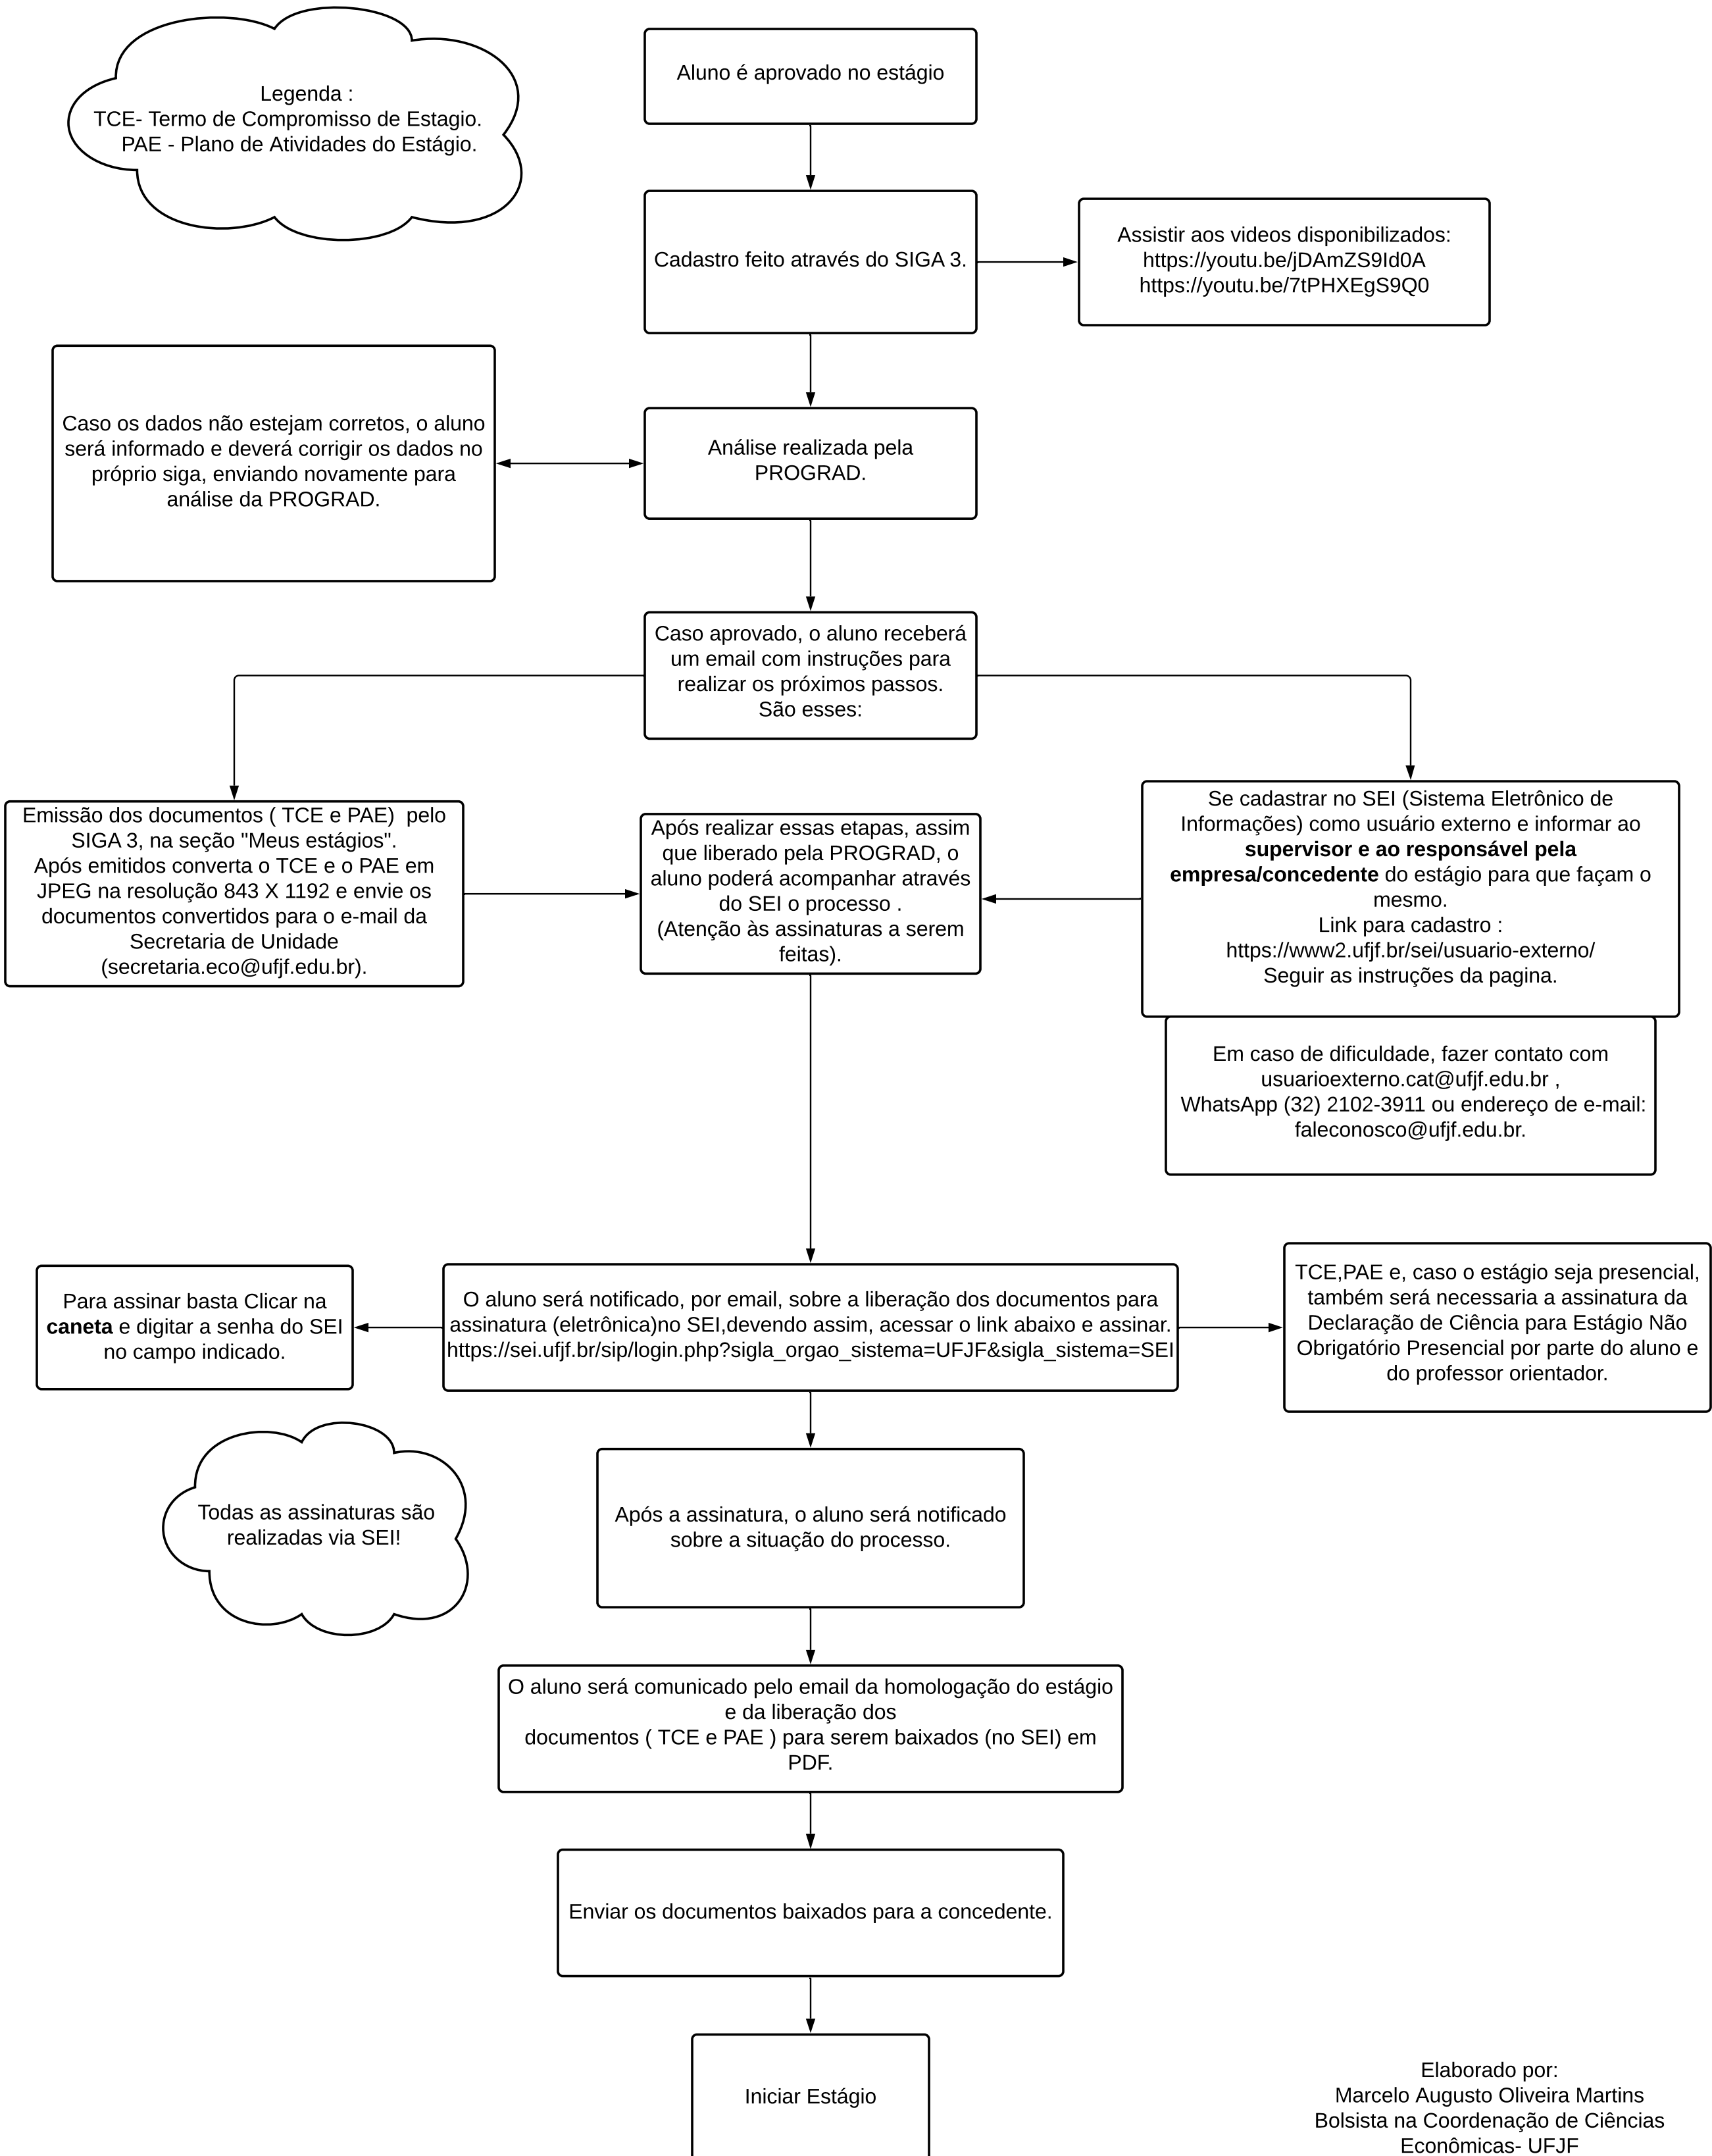 Legenda :
TCE- Termo de Compromisso de Estagio.
PAE - Plano de Atividades do Estágio.
Aluno é aprovado no estágio
Cadastro feito através do SIGA 3.
Assistir aos videos disponibilizados:
https://youtu.be/jDAmZS9Id0A
https://youtu.be/7tPHXEgS9Q0
Caso os dados não estejam corretos, o aluno
será informado e deverá corrigir os dados no
próprio siga, enviando novamente para
análise da PROGRAD.
Análise realizada pela
PROGRAD.
Caso aprovado, o aluno receberá
um email com instruções para
realizar os próximos passos.
São esses:
Emissão dos documentos ( TCE e PAE)  pelo
SIGA 3, na seção "Meus estágios".
Após emitidos converta o TCE e o PAE em
JPEG na resolução 843 X 1192 e envie os
documentos convertidos para o e-mail da
Secretaria de Unidade
(secretaria.eco@ufjf.edu.br).
Após realizar essas etapas, assim
que liberado pela PROGRAD, o
aluno poderá acompanhar através
do SEI o processo .
(Atenção às assinaturas a serem
feitas).
Se cadastrar no SEI (Sistema Eletrônico de
Informações) como usuário externo e informar ao
supervisor e ao responsável pela
empresa/concedente do estágio para que façam o
mesmo.
Link para cadastro :
https://www2.ufjf.br/sei/usuario-externo/
Seguir as instruções da pagina.
Em caso de dificuldade, fazer contato com
usuarioexterno.cat@ufjf.edu.br ,
WhatsApp (32) 2102-3911 ou endereço de e-mail:
faleconosco@ufjf.edu.br.
Para assinar basta Clicar na
caneta e digitar a senha do SEI
no campo indicado.
O aluno será notificado, por email, sobre a liberação dos documentos para
assinatura (eletrônica)no SEI,devendo assim, acessar o link abaixo e assinar.
https://sei.ufjf.br/sip/login.php?sigla_orgao_sistema=UFJF&sigla_sistema=SEI
TCE,PAE e, caso o estágio seja presencial,
também será necessaria a assinatura da
Declaração de Ciência para Estágio Não
Obrigatório Presencial por parte do aluno e
do professor orientador.
Todas as assinaturas são
realizadas via SEI!
Após a assinatura, o aluno será notificado
sobre a situação do processo.
O aluno será comunicado pelo email da homologação do estágio
e da liberação dos
documentos ( TCE e PAE ) para serem baixados (no SEI) em
PDF.
Enviar os documentos baixados para a concedente.
Iniciar Estágio
Elaborado por:
Marcelo Augusto Oliveira Martins
Bolsista na Coordenação de Ciências
Econômicas- UFJF